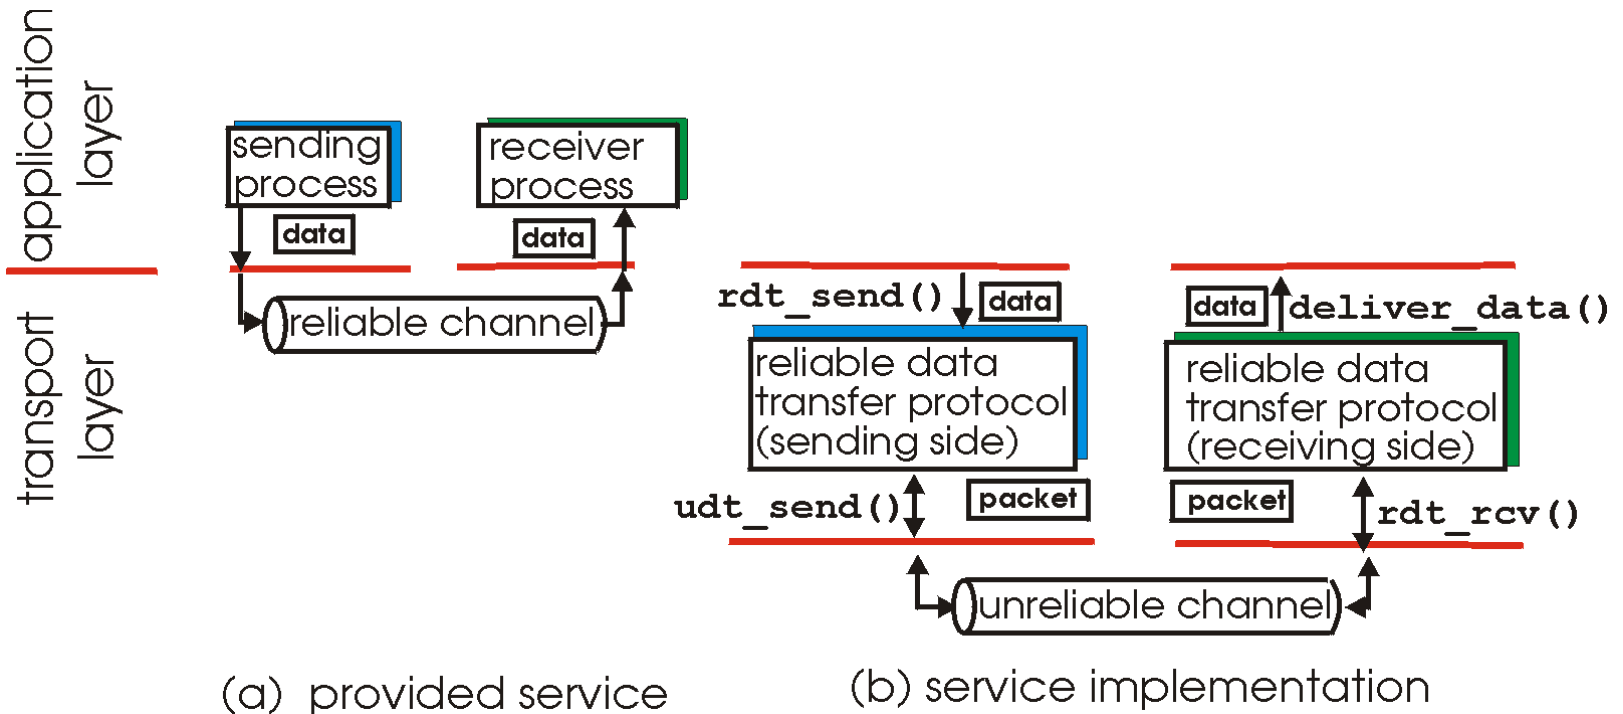 application
layer
transport
layer
sending
process
data
receiver
process
data
reliable channel
(a) provided service
rdt_send()
data
reliable data
transfer protocol
(sending side)
udt_send()
packet
data
deliver_data()
reliable data
transfer protocol
(receiving side)
packet
rdt_rcv()
unreliable channel
(b) service implementation